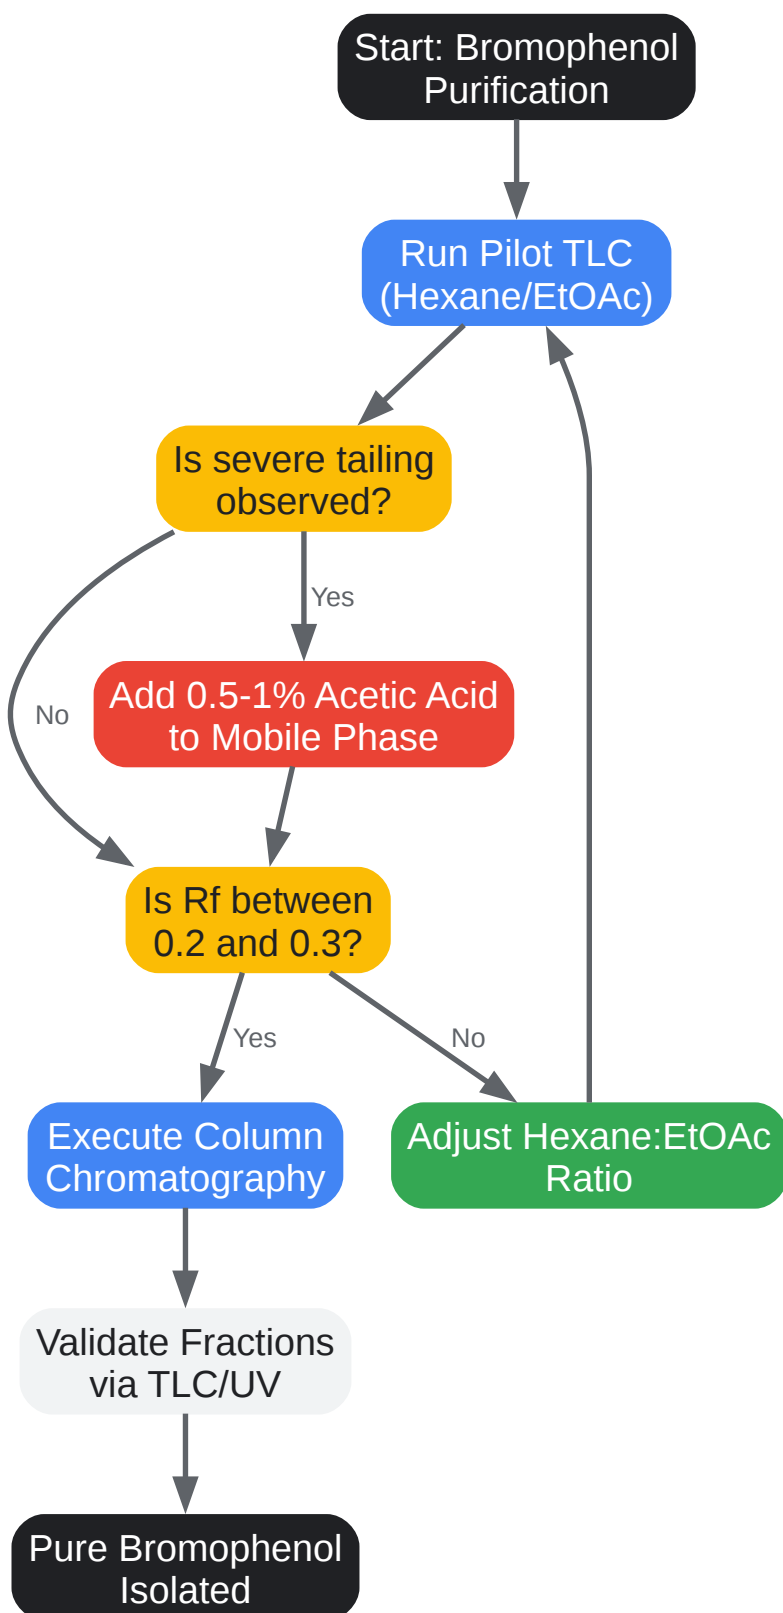 Start: Bromophenol
Purification
Run Pilot TLC
(Hexane/EtOAc)
Is severe tailing
observed?
Yes
Add 0.5-1% Acetic Acid
to Mobile Phase
No
Is Rf between
0.2 and 0.3?
Yes
No
Execute Column
Chromatography
Adjust Hexane:EtOAc
Ratio
Validate Fractions
via TLC/UV
Pure Bromophenol
Isolated